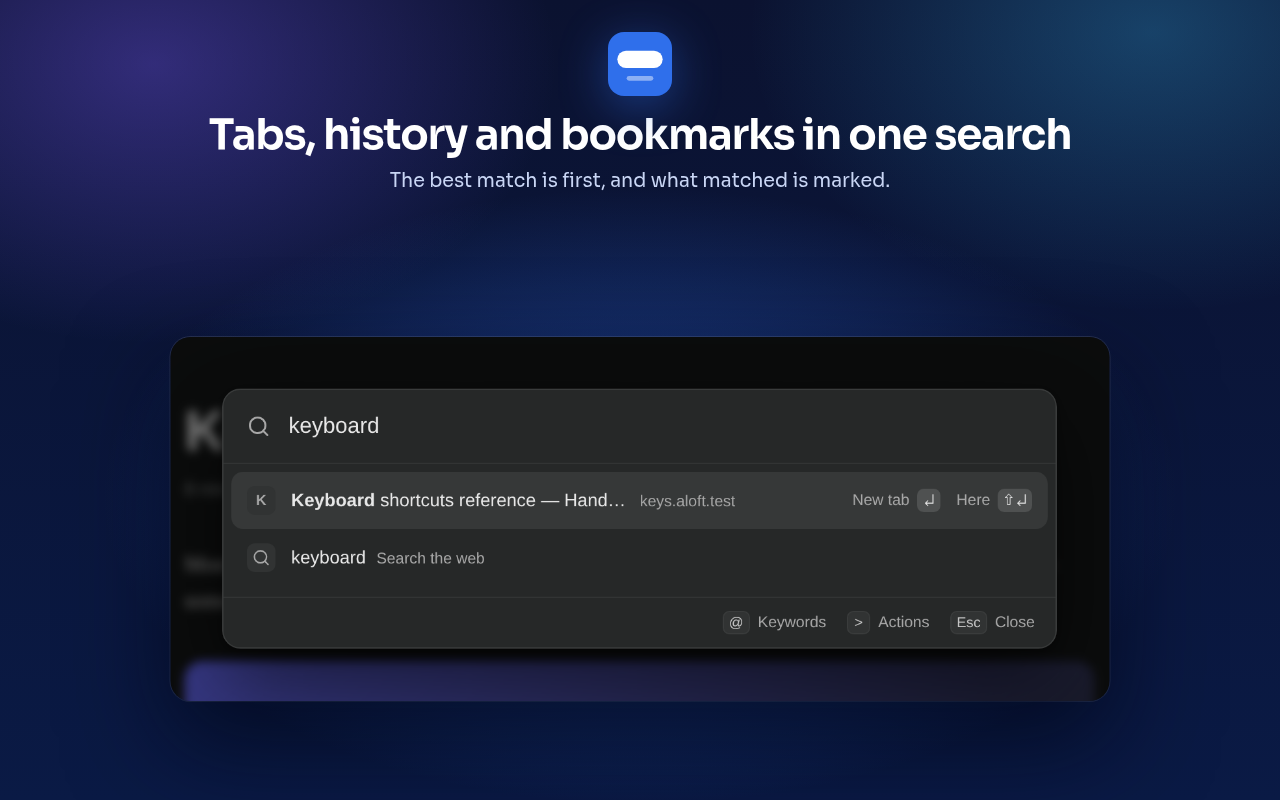 Tabs, history and bookmarks in one search
The best match is first, and what matched is marked.
keyboard
K Keyboard shortcuts reference — Hand… keys.aloft.test New tab ↵ Here ⇧↵
keyboard Search the web
@ Keywords > Actions Esc Close